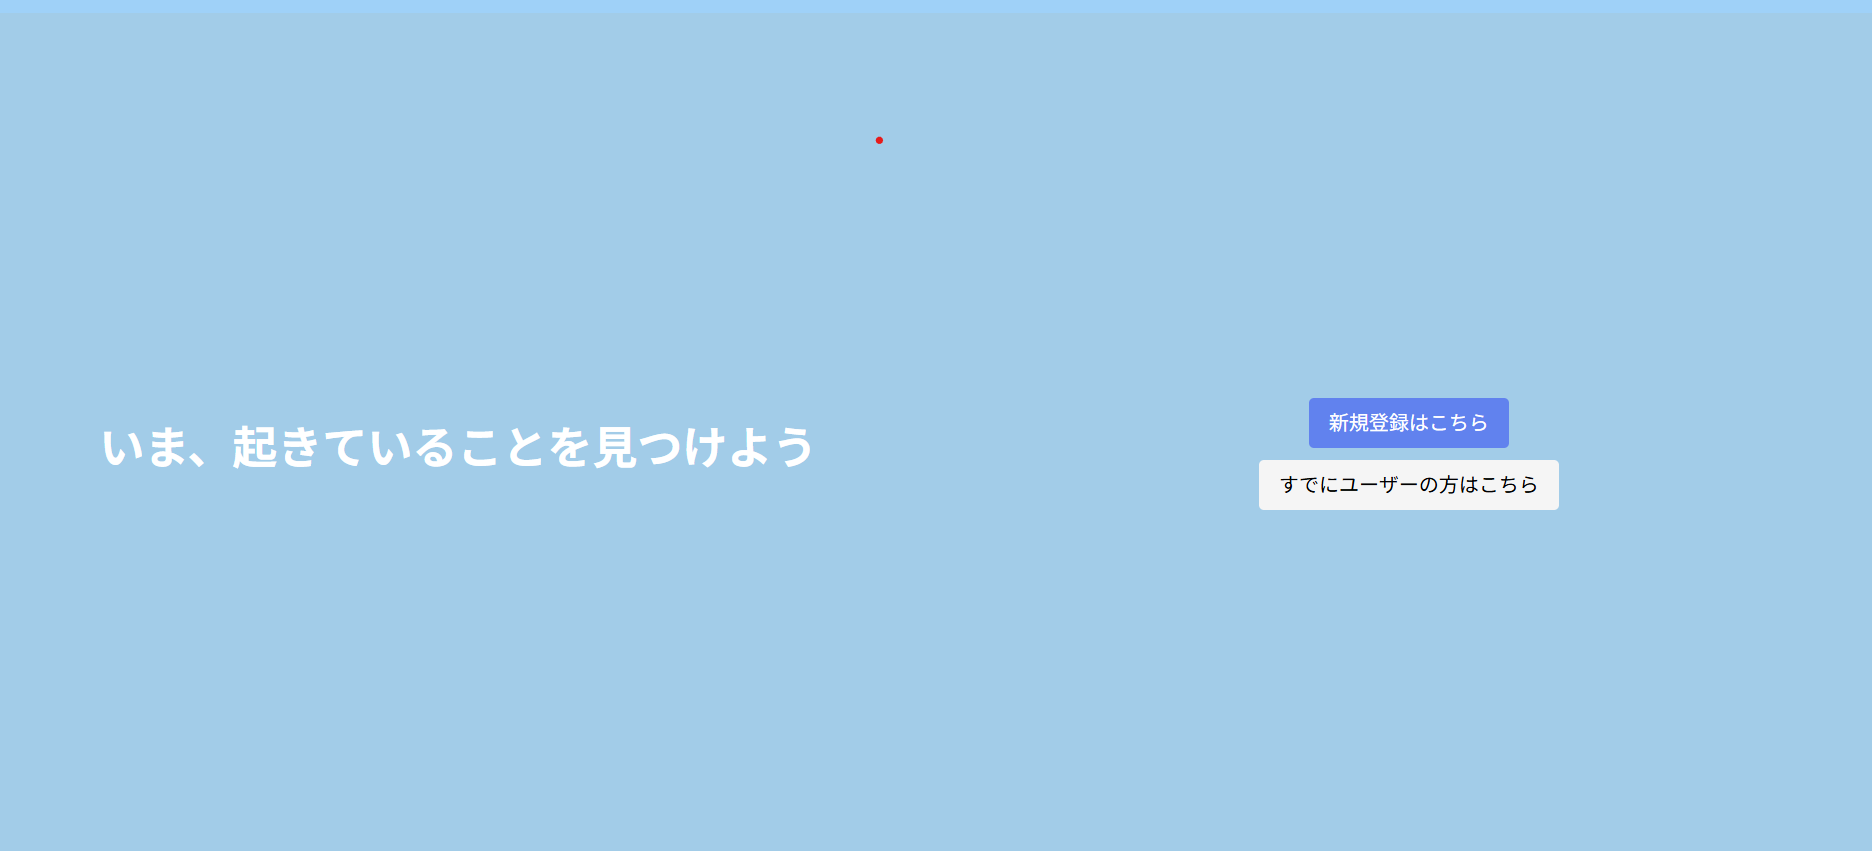 いま、起きていることを見つけよう
新規登録はこちら
すでにユーザーの方はこちら